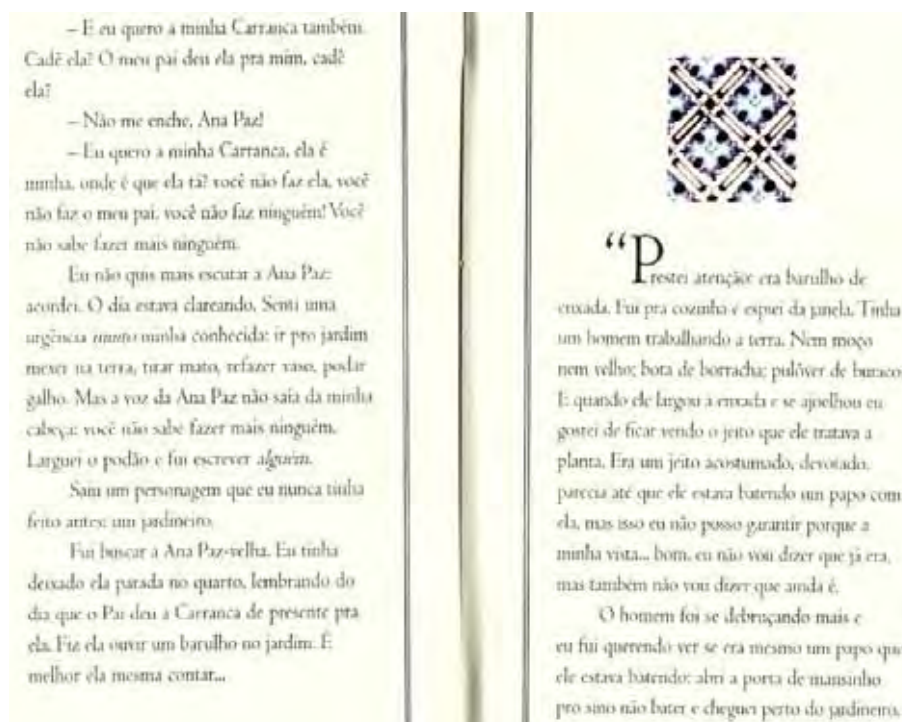 – E eu quero a minha Carranca também.
Cadê ela? O meu pai deu ela pra mim, cadê
ela?
– Não me enche, Ana Paz!
– Eu quero a minha Carranca, ela é
minha, onde é que ela tá? você não faz ela, você
não faz o meu pai, você não faz ninguém! Você
não sabe fazer mais ninguém.
Eu não quis mais escutar a Ana Paz:
acordei. O dia estava clareando. Senti uma
urgência muito minha conhecida: ir pro jardim
mexer na terra, tirar mato, refazer vaso, podar
galho. Mas a voz da Ana Paz não saía da minha
cabeça: você não sabe fazer mais ninguém.
Larguei o podão e fui escrever alguém.
Saiu um personagem que eu nunca tinha
feito antes: um jardineiro.
Fui buscar a Ana Paz-velha. Eu tinha
deixado ela parada no quarto, lembrando do
dia que o Pai deu a Carranca de presente pra
ela. Fiz ela ouvir um barulho no jardim. É
melhor ela mesma contar...
“Prestei atenção: era barulho de
enxada. Fui pra cozinha e espiei da janela. Tinha
um homem trabalhando a terra. Nem moço
nem velho; bota de borracha; pulôver de buraco.
E quando ele largou a enxada e se ajoelhou eu
gostei de ficar vendo o jeito que ele tratava a
planta. Era um jeito acostumado, devotado,
parecia até que ele estava batendo um papo com
ela, mas isso eu não posso garantir porque a
minha vista... bom, eu não vou dizer que já era,
mas também não vou dizer que ainda é.
O homem foi se debruçando mais e
eu fui querendo ver se era mesmo um papo que
ele estava batendo: abri a porta de mansinho
pro sino não bater e cheguei perto do jardineiro.